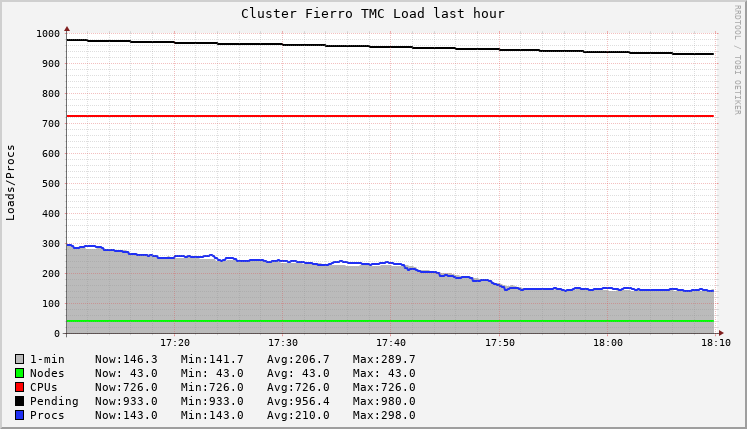 Cluster Fierro TMC Load last hour
RRDTOOL / TOBI OETIKER
Loads/Procs
1000
900
800
700
600
500
400
300
200
100
0
17:20 17:30 17:40 17:50 18:00 18:10
1-min Now:146.3 Min:141.7 Avg:206.7 Max:289.7
Nodes Now: 43.0 Min: 43.0 Avg: 43.0 Max: 43.0
CPUs Now:726.0 Min:726.0 Avg:726.0 Max:726.0
Pending Now:933.0 Min:933.0 Avg:956.4 Max:980.0
Procs Now:143.0 Min:143.0 Avg:210.0 Max:298.0